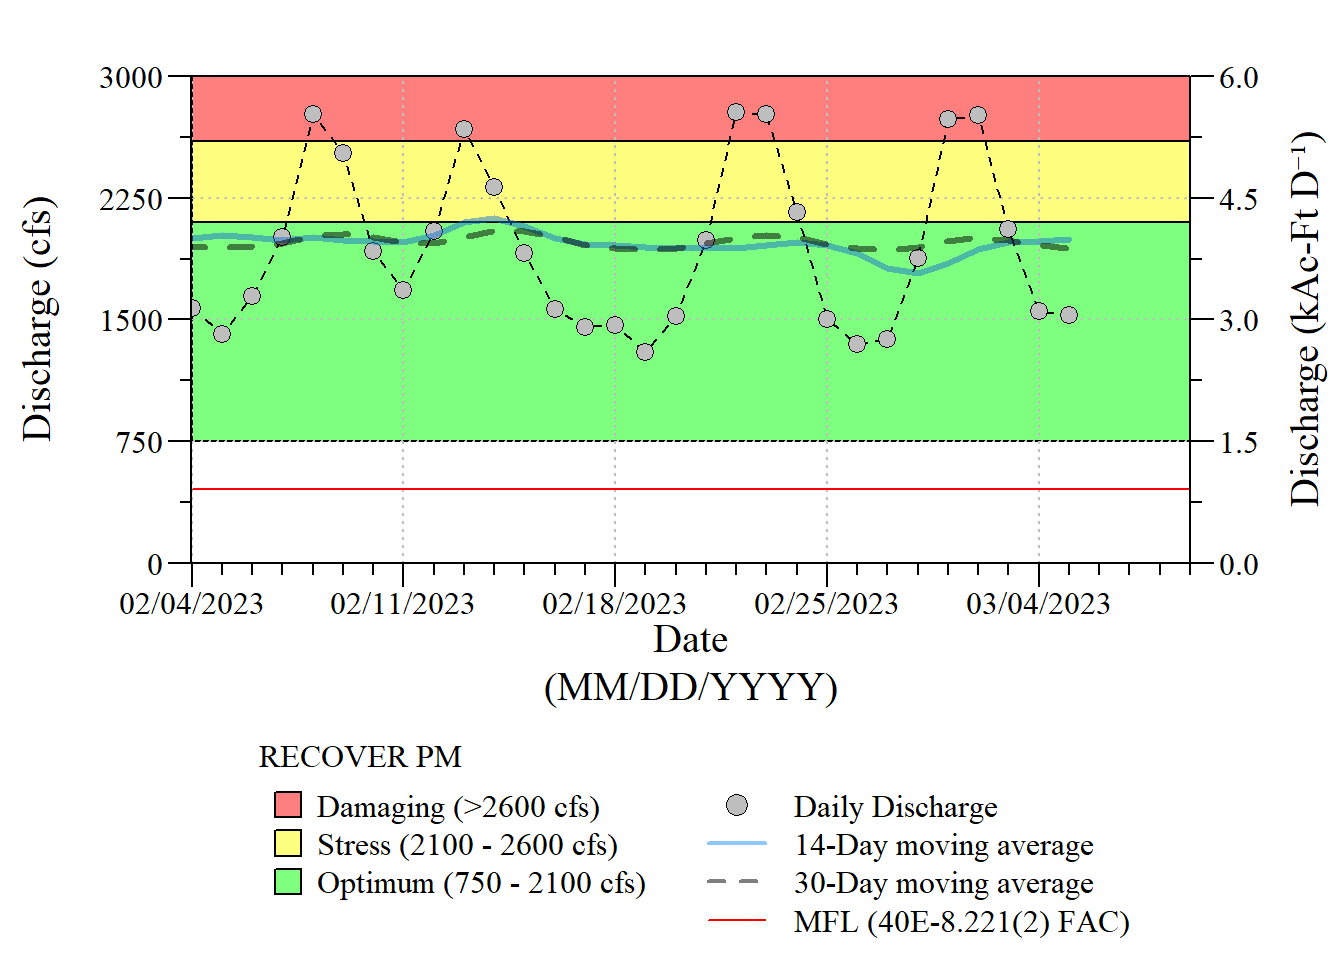 3000
2250
1500
750
0
Discharge (cfs)
6.0
4.5
3.0
1.5
0.0
Discharge (kAc-Ft D⁻¹)
02/04/2023 02/11/2023 02/18/2023 02/25/2023 03/04/2023
Date
(MM/DD/YYYY)
RECOVER PM
Damaging (>2600 cfs)
Stress (2100 - 2600 cfs)
Optimum (750 - 2100 cfs)
Daily Discharge
14-Day moving average
30-Day moving average
MFL (40E-8.221(2) FAC)